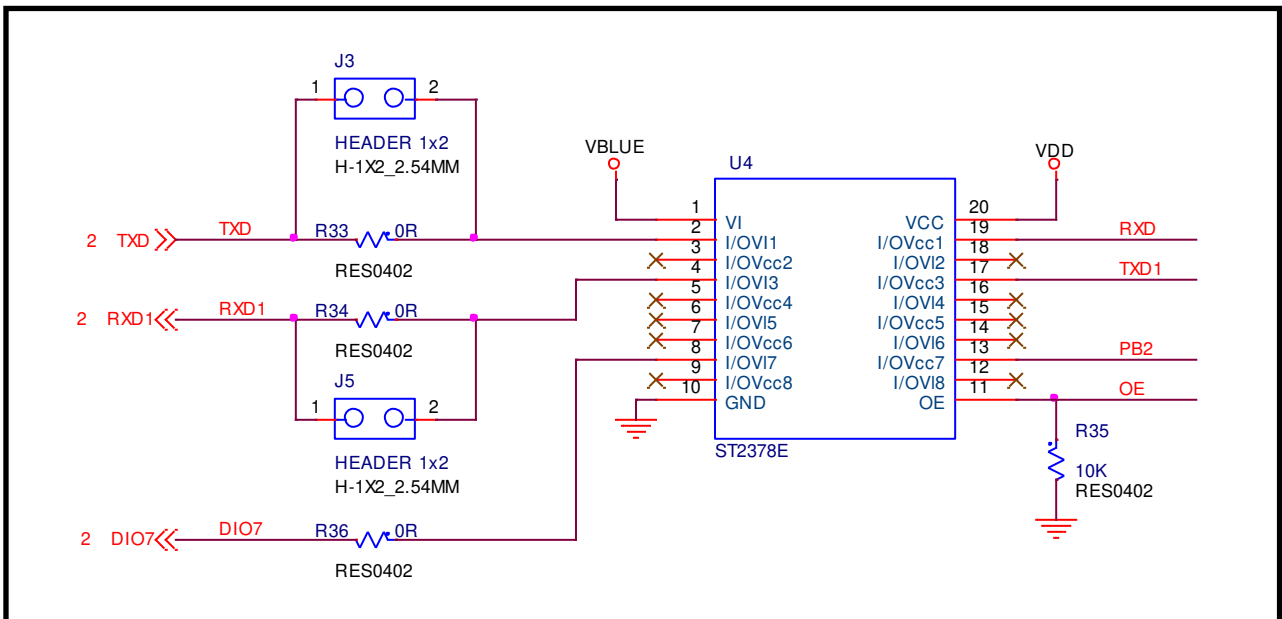 J3
1 2
HEADER 1x2
H-1X2_2.54MM
VBLUE
VDD
U4
1 VI VCC 20
2 TXD TXD R33 0R 2 I/OVI1 I/OVcc1 19 RXD
RES0402
3 I/OVcc2 I/OVI2 18
4 I/OVI3 I/OVcc3 17 TXD1
5 I/OVcc4 I/OVI4 16
2 RXD1 RXD1 R34 0R 6 I/OVI5 I/OVcc5 15
RES0402
7 I/OVcc6 I/OVI6 14
8 I/OVI7 I/OVcc7 13 PB2
J5
9 I/OVcc8 I/OVI8 12
1 2
10 GND OE 11 OE
HEADER 1x2
H-1X2_2.54MM
ST2378E
R35
10K
RES0402
2 DIO7 DIO7 R36 0R
RES0402